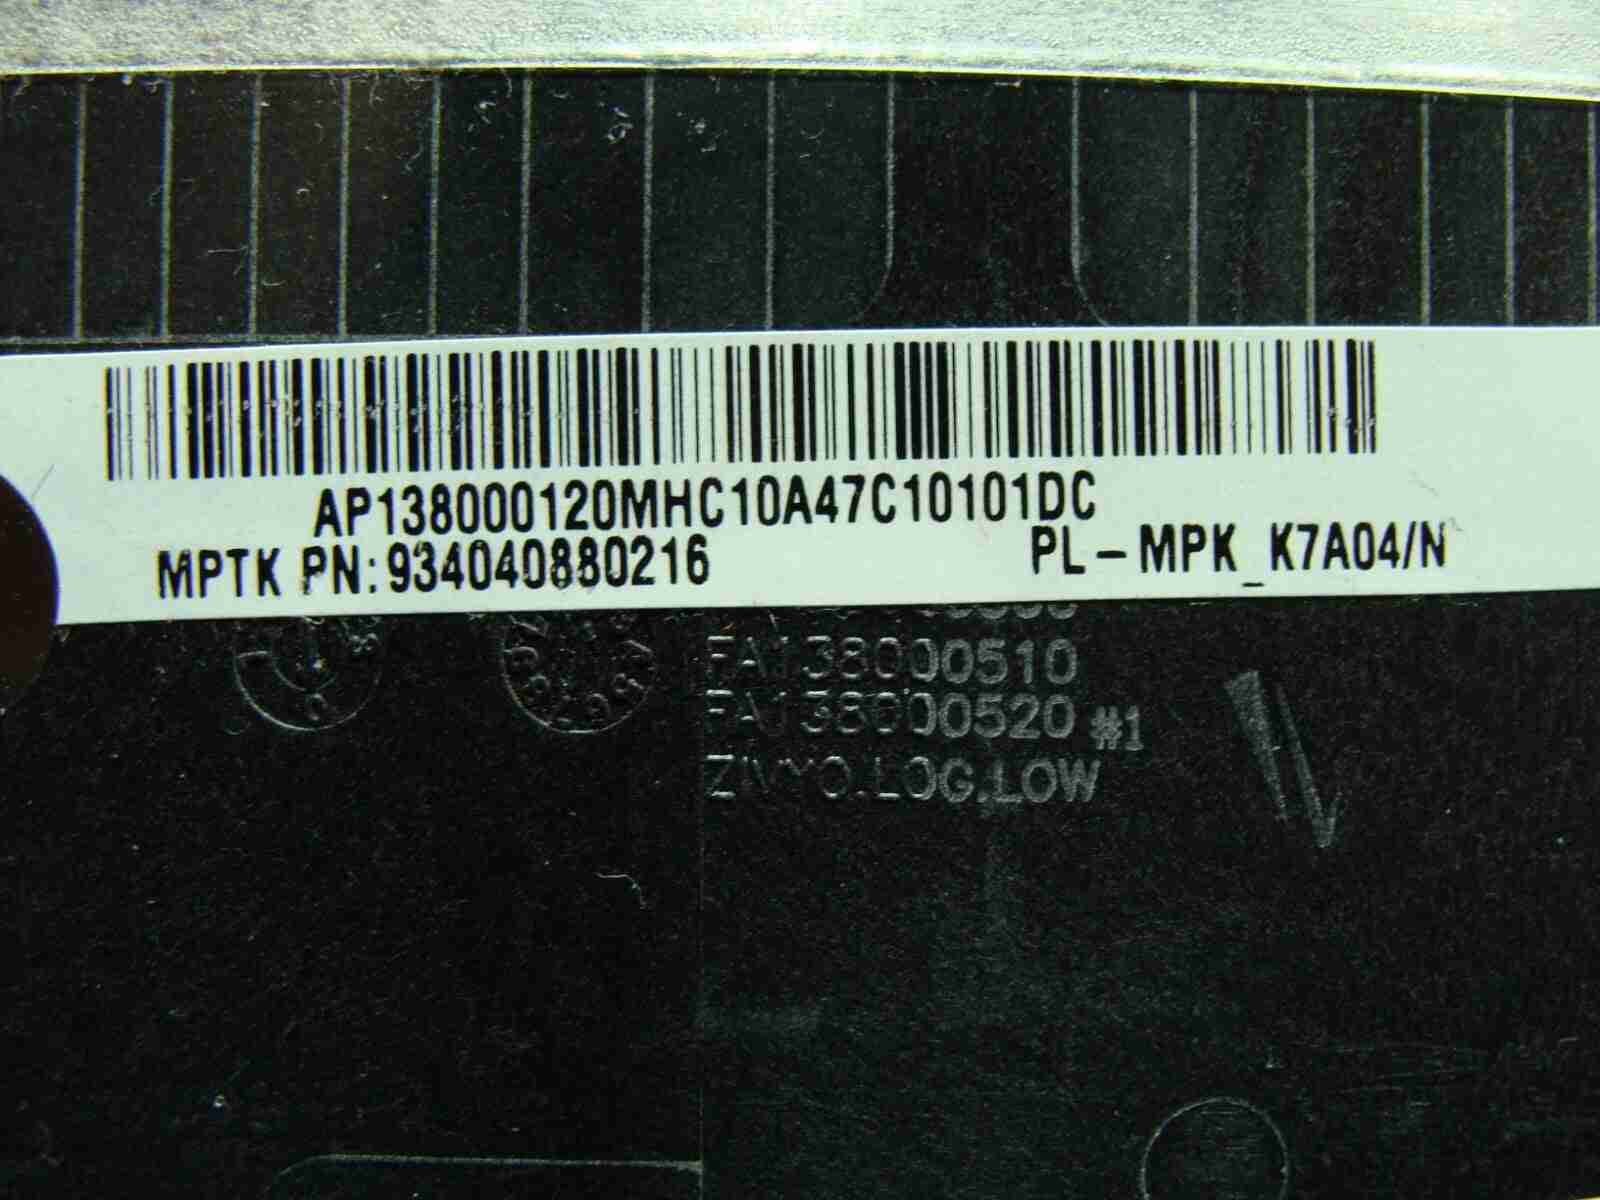 AP138000120MHC10A47C10101DC
MPTK PN:934040880216 PL-MPK_K7A04/N
FA138000510
FA138000520 #1
ZIVYO.LOG.LOW